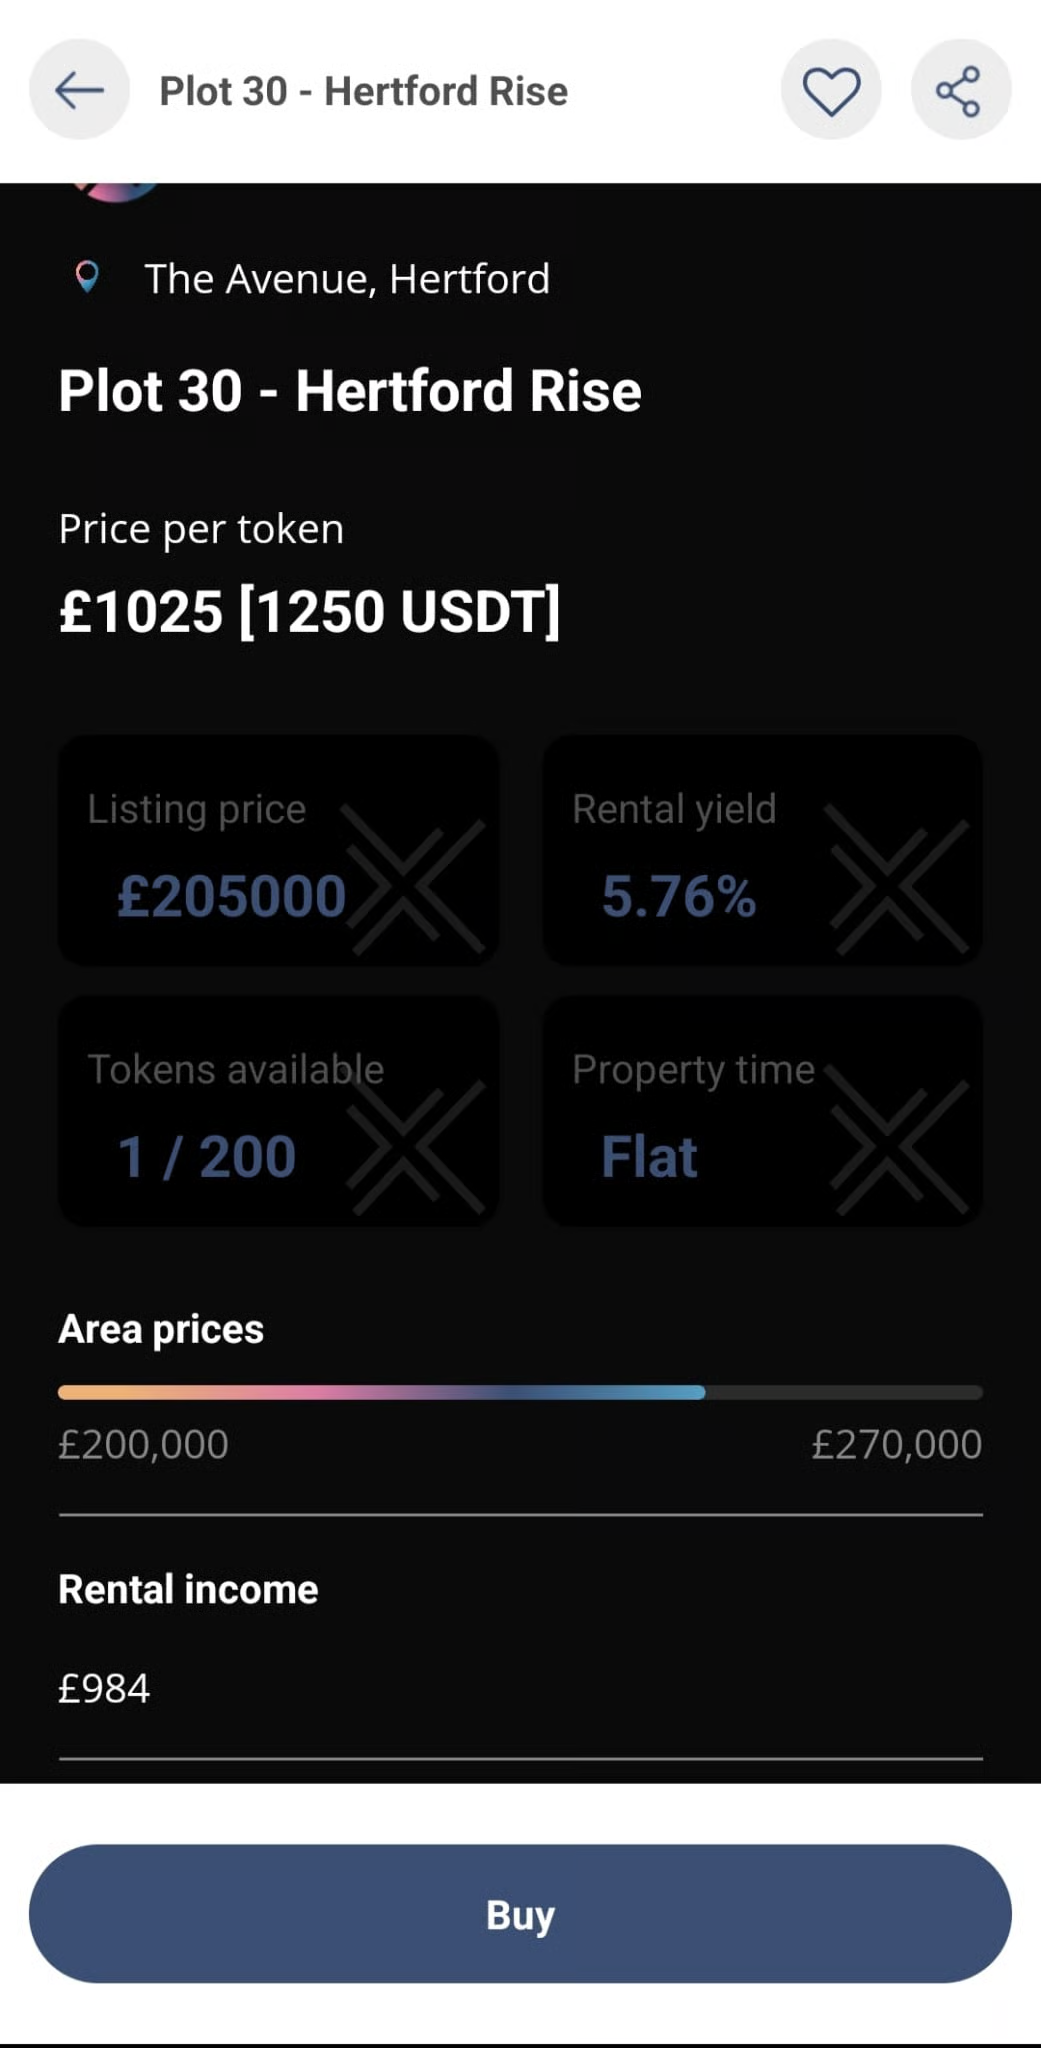 Plot 30 - Hertford Rise
The Avenue, Hertford
Plot 30 - Hertford Rise
Price per token
£1025 [1250 USDT]
Listing price
£205000
Rental yield
5.76%
Tokens available
1 / 200
Property time
Flat
Area prices
£200,000
£270,000
Rental income
£984
Buy